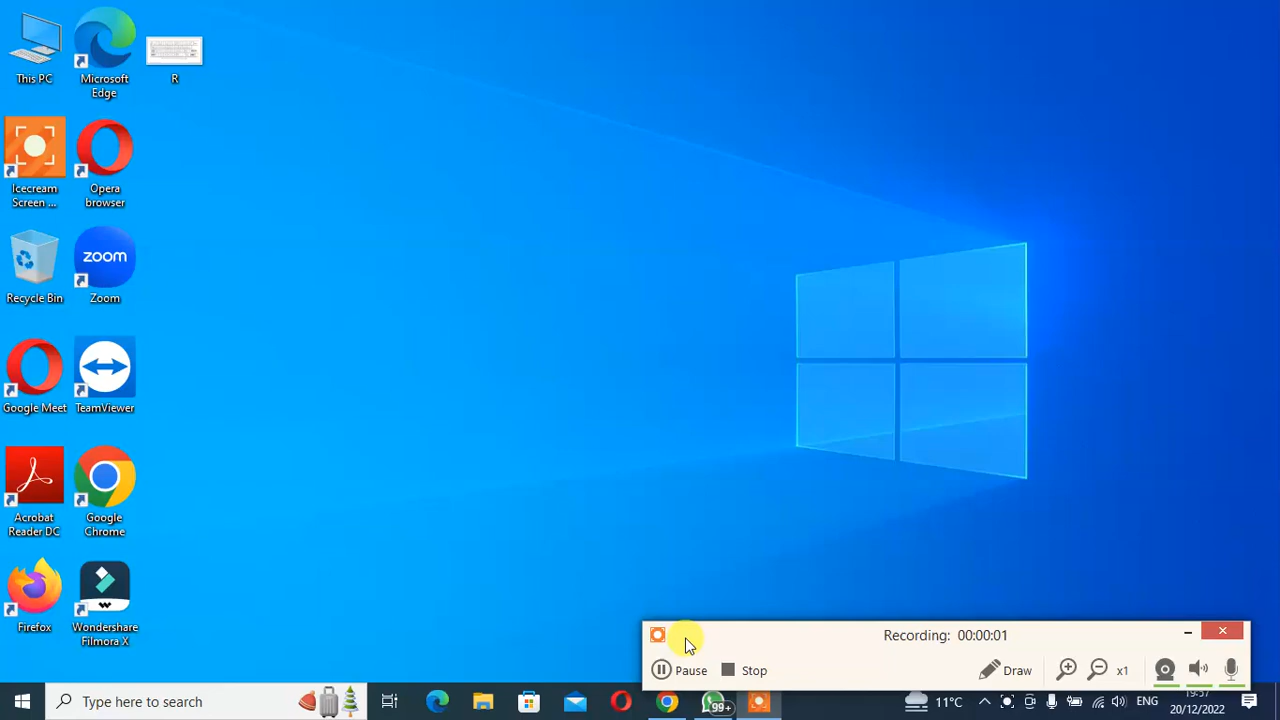 This PC
Microsoft
Edge
R
Icecream
Screen ...
Opera
browser
Recycle Bin
zoom
Zoom
Google Meet
TeamViewer
Acrobat
Reader DC
Google
Chrome
Firefox
Wondershare
Filmora X
Recording: 00:00:01
Pause
Stop
Draw
x1
Type here to search
99+
11°C
ENG
19:37
20/12/2022